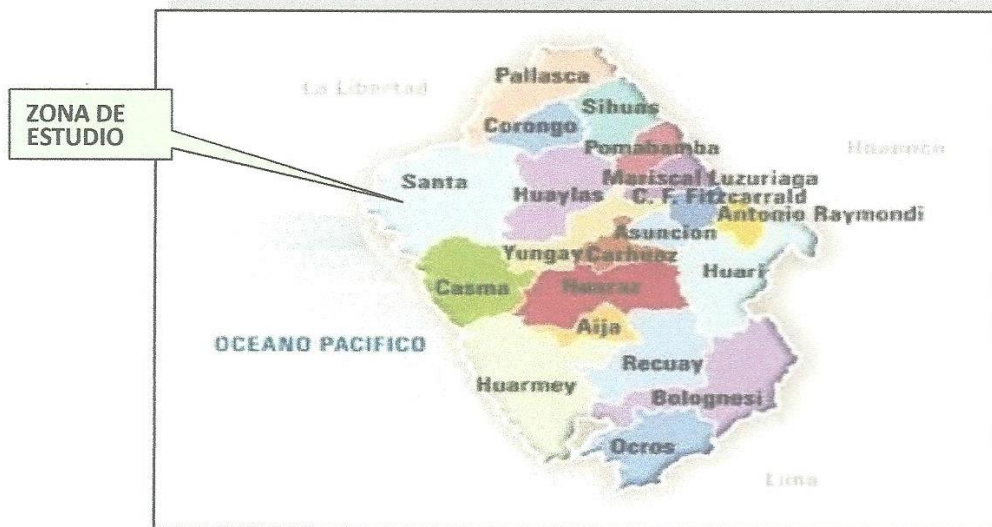 Pallasca
La Libertad
Sihuas
ZONA DE
ESTUDIO
Corongo
Pomabamba
Huanuco
Santa
Mariscal Luzuriaga
Huaylas
C. F. Fitzcarrald
Antonio Raymondi
Asuncion
Yungay
Carhuaz
Huari
Casma
Huaraz
Aija
OCEANO PACIFICO
Recuay
Huarmey
Bolognesi
Ocros
Lima